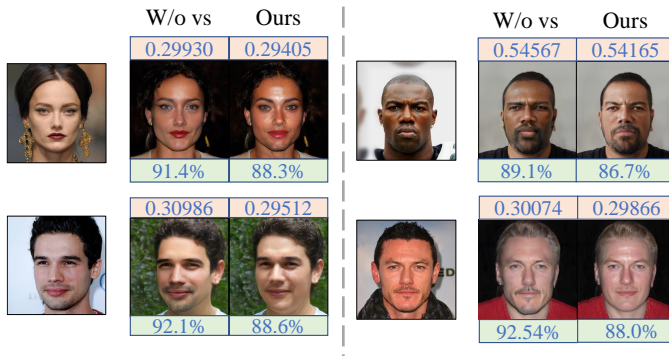 W/o vs Ours
0.29930 0.29405
91.4% 88.3%
0.30986 0.29512
92.1% 88.6%
W/o vs Ours
0.54567 0.54165
89.1% 86.7%
0.30074 0.29866
ED
92.54% 88.0%